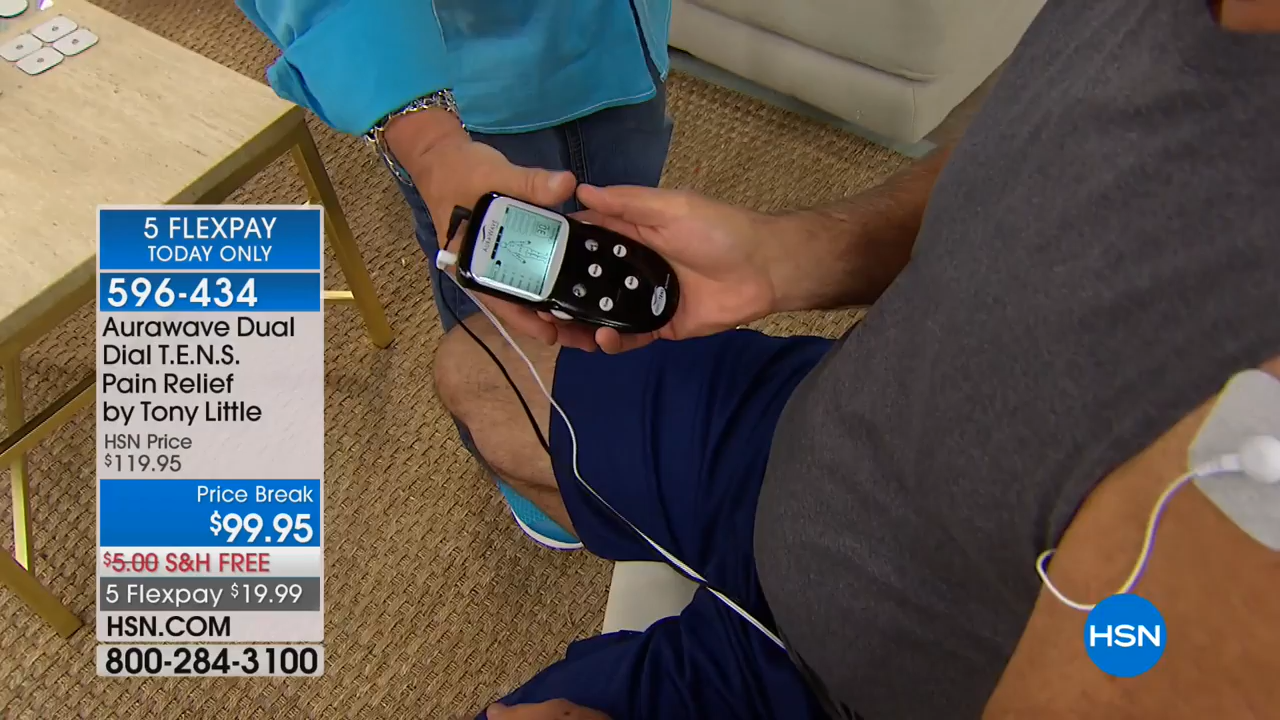 5 FLEXPAY
TODAY ONLY
596-434
Aurawave Dual
Dial T.E.N.S.
Pain Relief
by Tony Little
HSN Price
$119.95
Price Break
$99.95
$5.00 S&H FREE
5 Flexpay $19.99
HSN.COM
800-284-3100
AURAWAVE
HSN